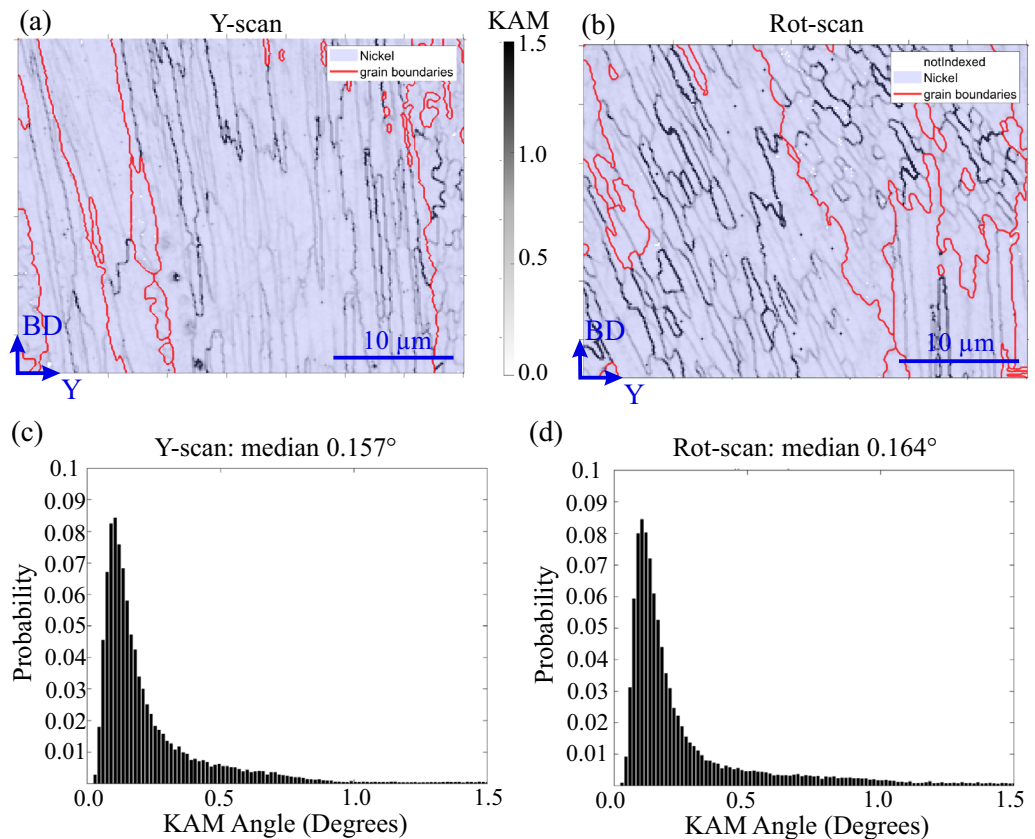 (a) Y-scan KAM
Nickel
grain boundaries
1.5
1.0
0.5
0.0
BD
Y
10 µm
(b) Rot-scan
notIndexed
Nickel
grain boundaries
BD
Y
10 µm
(c)
Y-scan: median 0.157°
0.1
0.09
0.08
0.07
0.06
0.05
0.04
0.03
0.02
0.01
Probability
0.0 0.5 1.0 1.5
KAM Angle (Degrees)
(d)
Rot-scan: median 0.164°
0.1
0.09
0.08
0.07
0.06
0.05
0.04
0.03
0.02
0.01
Probability
0.0 0.5 1.0 1.5
KAM Angle (Degrees)